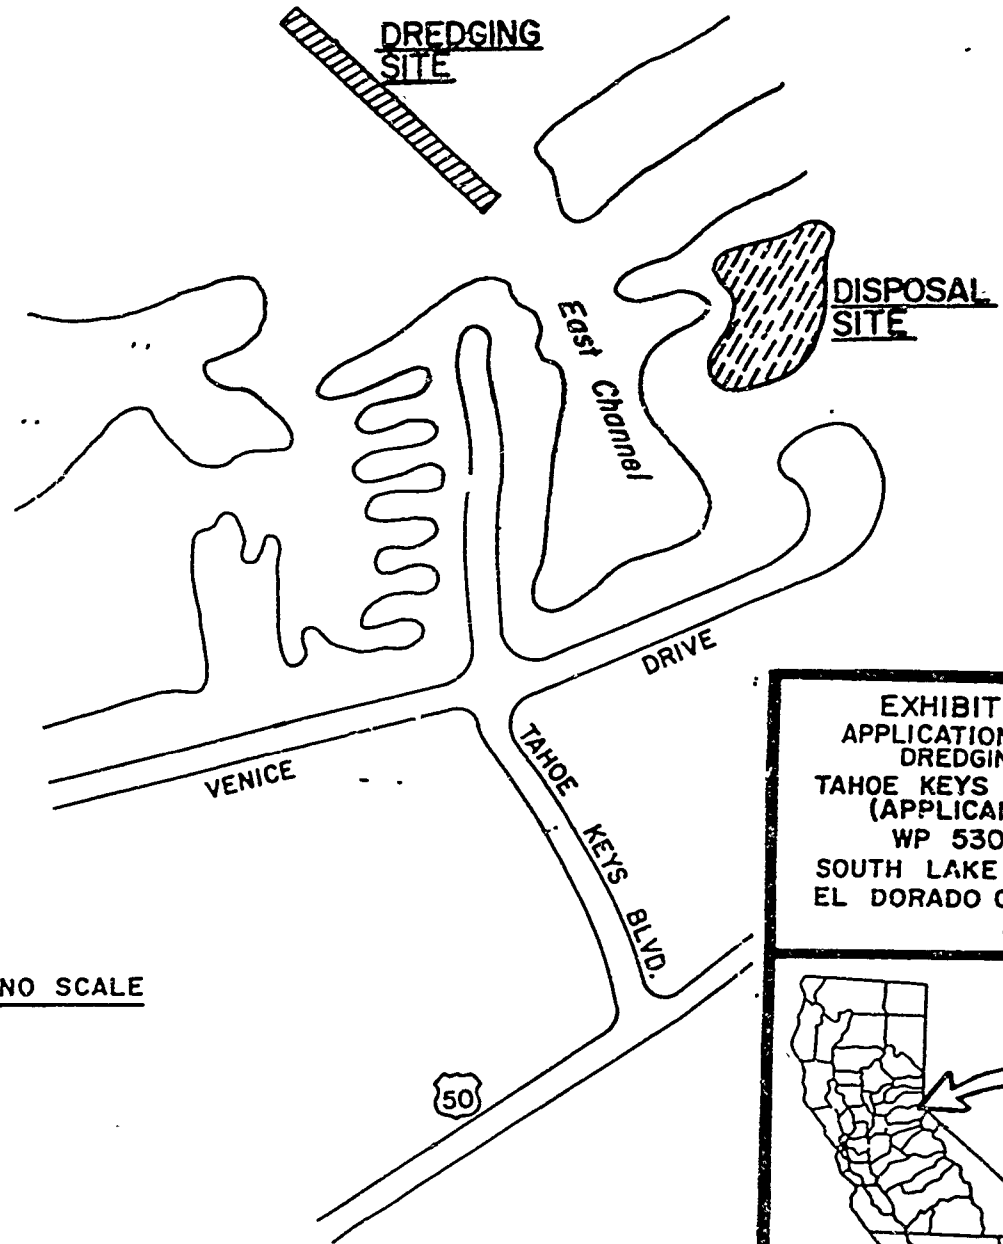 DREDGING
SITE
DISPOSAL
SITE
East Channel
DRIVE
VENICE
TAHOE KEYS BLVD.
NO SCALE
50
EXHIBIT
APPLICATION
DREDGIN
TAHOE KEYS
(APPLICA
WP 530
SOUTH LAKE
EL DORADO